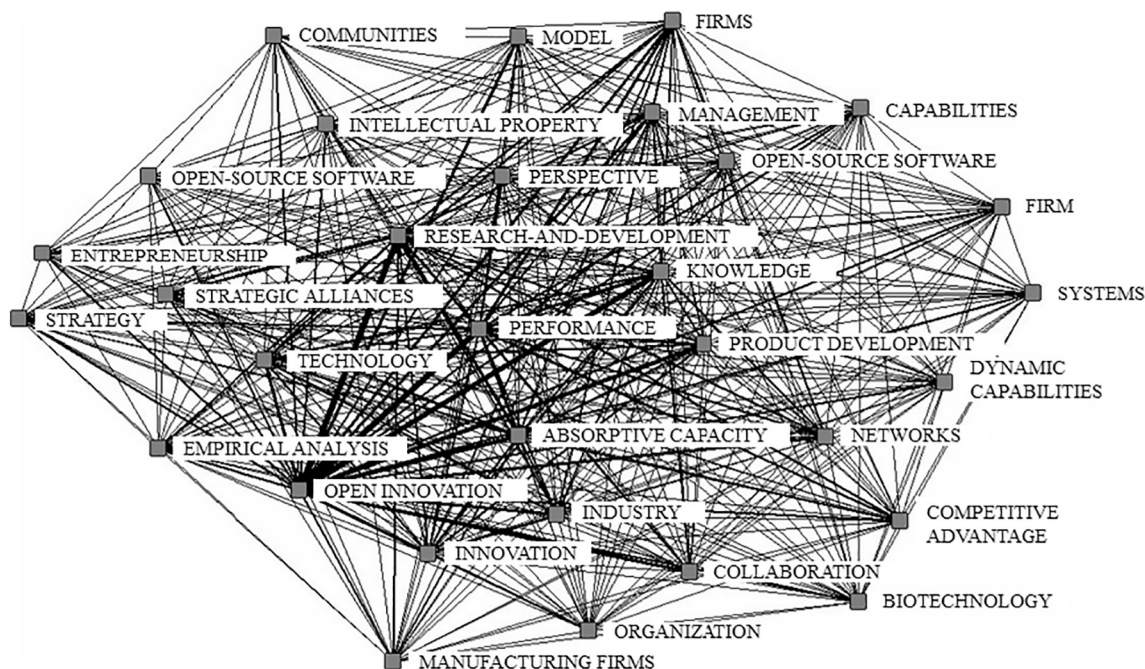 COMMUNITIES
MODEL
FIRMS
INTELLECTUAL PROPERTY
MANAGEMENT
CAPABILITIES
OPEN-SOURCE SOFTWARE
PERSPECTIVE
OPEN-SOURCE SOFTWARE
FIRM
ENTREPRENEURSHIP
RESEARCH-AND-DEVELOPMENT
KNOWLEDGE
STRATEGIC ALLIANCES
SYSTEMS
STRATEGY
PERFORMANCE
TECHNOLOGY
PRODUCT DEVELOPMENT
DYNAMIC
CAPABILITIES
EMPIRICAL ANALYSIS
ABSORPTIVE CAPACITY
NETWORKS
OPEN INNOVATION
INDUSTRY
COMPETITIVE
ADVANTAGE
INNOVATION
COLLABORATION
BIOTECHNOLOGY
ORGANIZATION
MANUFACTURING FIRMS